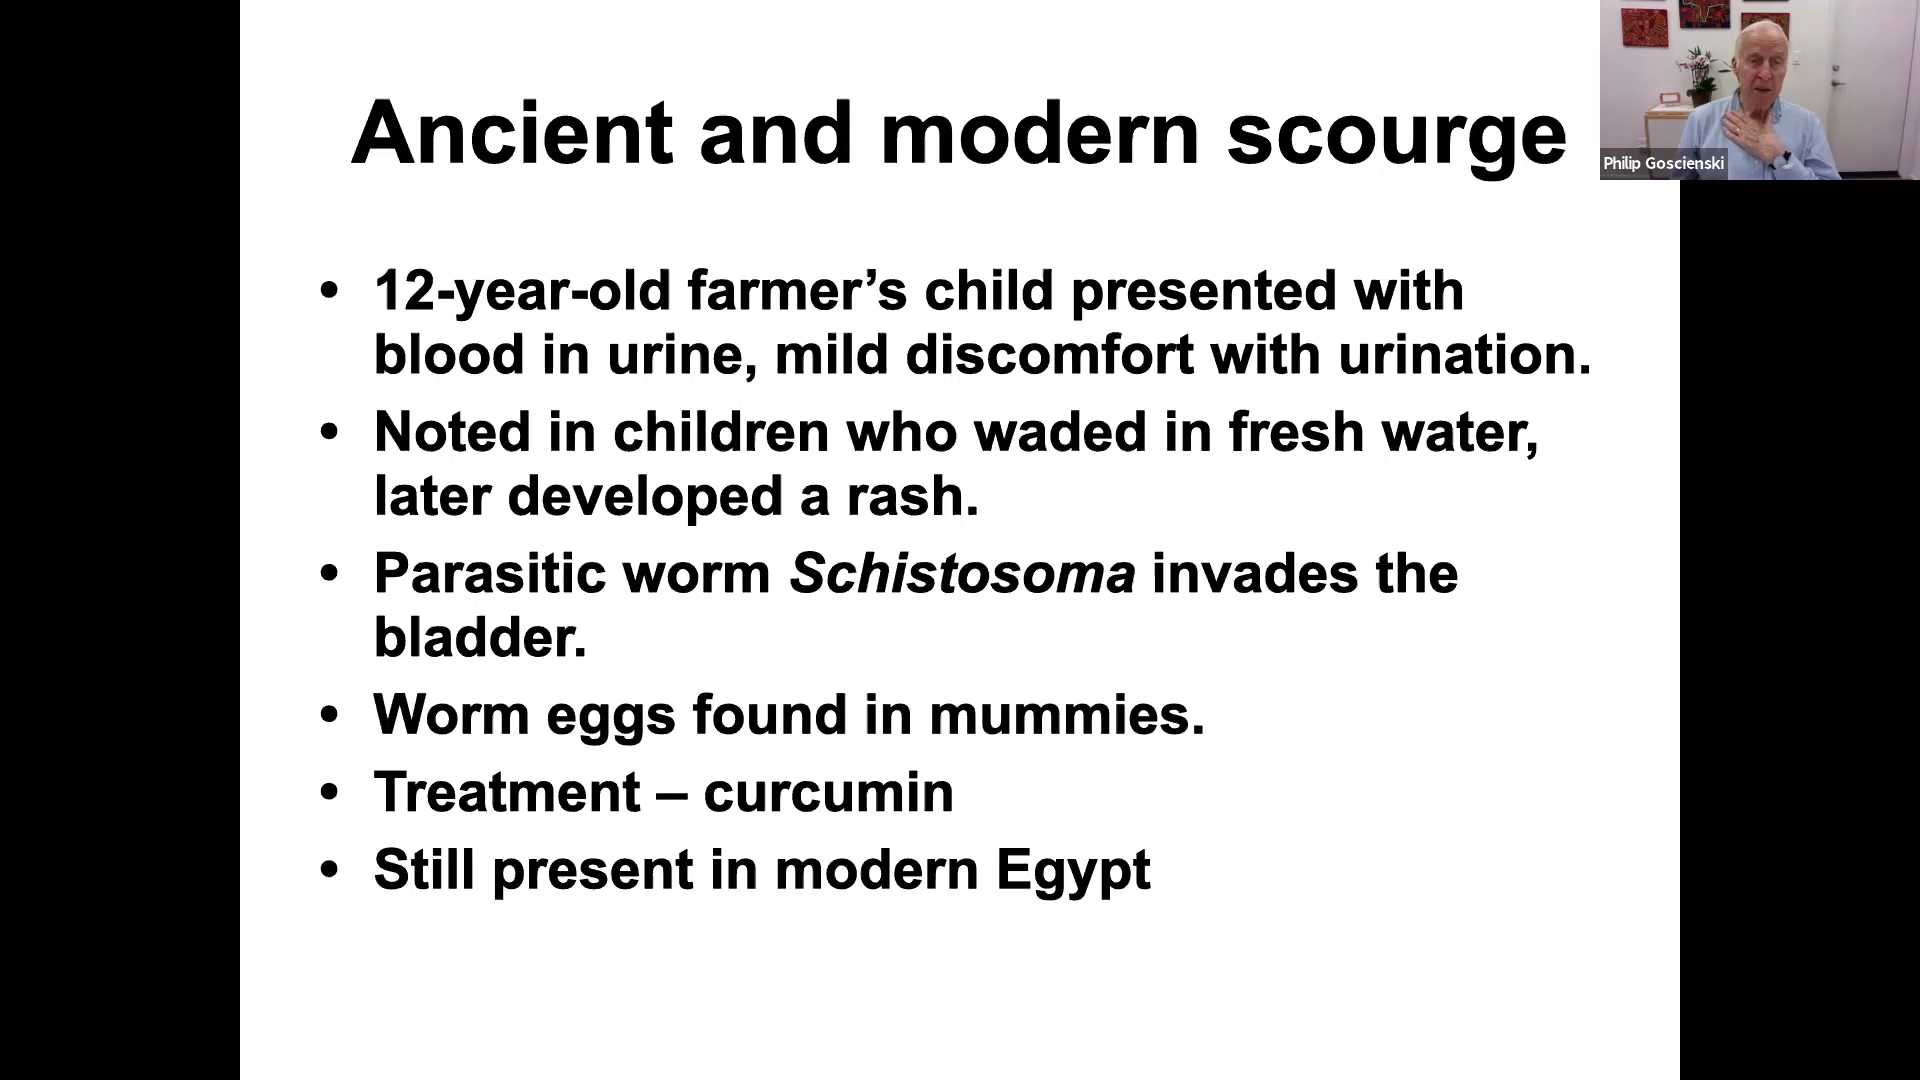 Ancient and modern scourge
Philip Goscienski
• 12-year-old farmer’s child presented with
blood in urine, mild discomfort with urination.
• Noted in children who waded in fresh water,
later developed a rash.
• Parasitic worm Schistosoma invades the
bladder.
• Worm eggs found in mummies.
• Treatment – curcumin
• Still present in modern Egypt